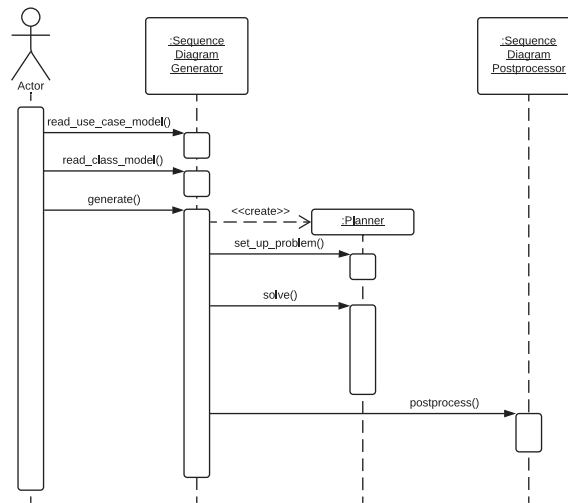 :Sequence
Diagram
Generator
:Sequence
Diagram
Postprocessor
Actor
read_use_case_model()
read_class_model()
generate()
<<create>>
:Planner
set_up_problem()
solve()
postprocess()